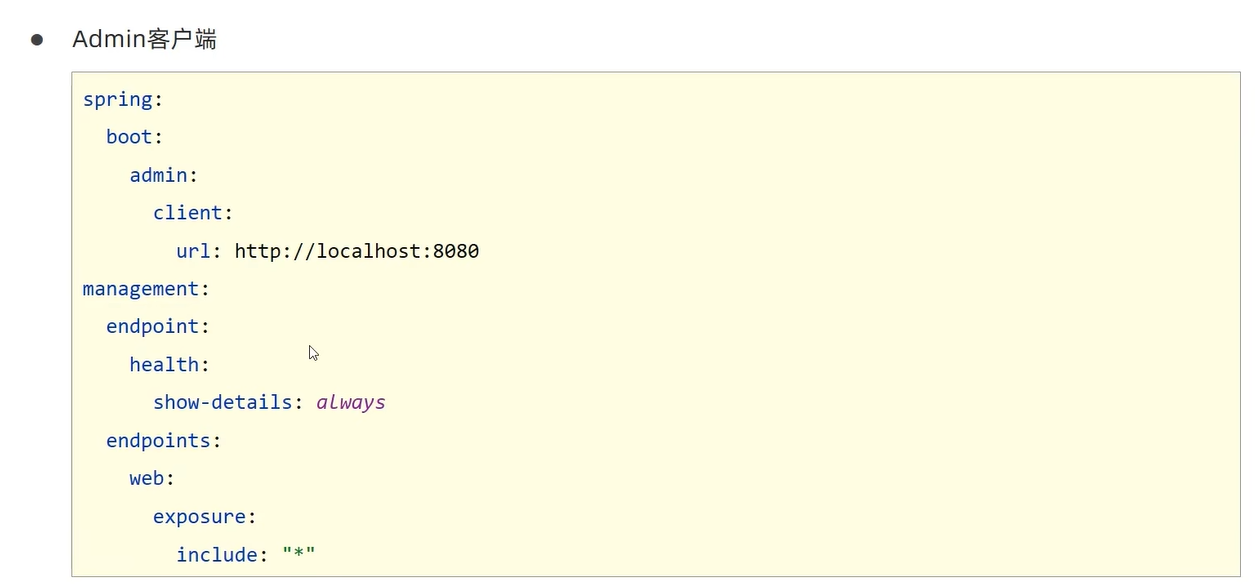 ● Admin客户端
spring:
  boot:
    admin:
      client:
        url: http://localhost:8080
management:
  endpoint:
    health:
      show-details: always
  endpoints:
    web:
      exposure:
        include: "*"